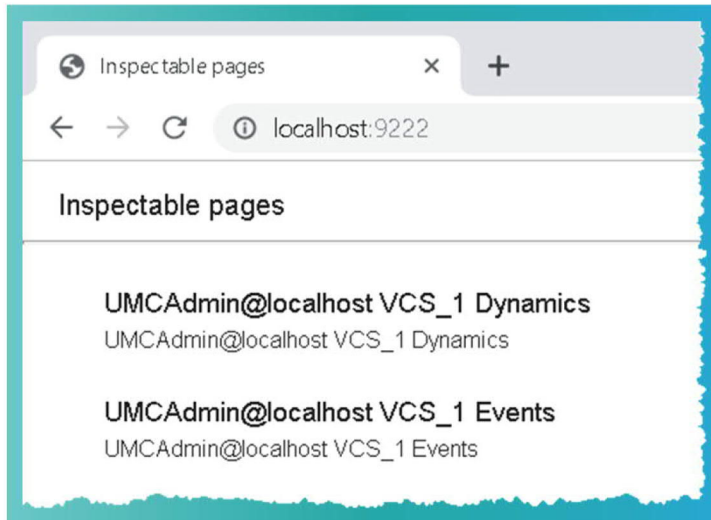 Inspectable pages
localhost:9222
Inspectable pages
UMCAdmin@localhost VCS_1 Dynamics
UMCAdmin@localhost VCS_1 Dynamics
UMCAdmin@localhost VCS_1 Events
UMCAdmin@localhost VCS_1 Events